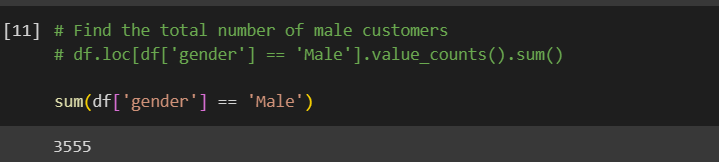 [11] # Find the total number of male customers
# df.loc[df['gender'] == 'Male'].value_counts().sum()
sum(df['gender'] == 'Male')
3555